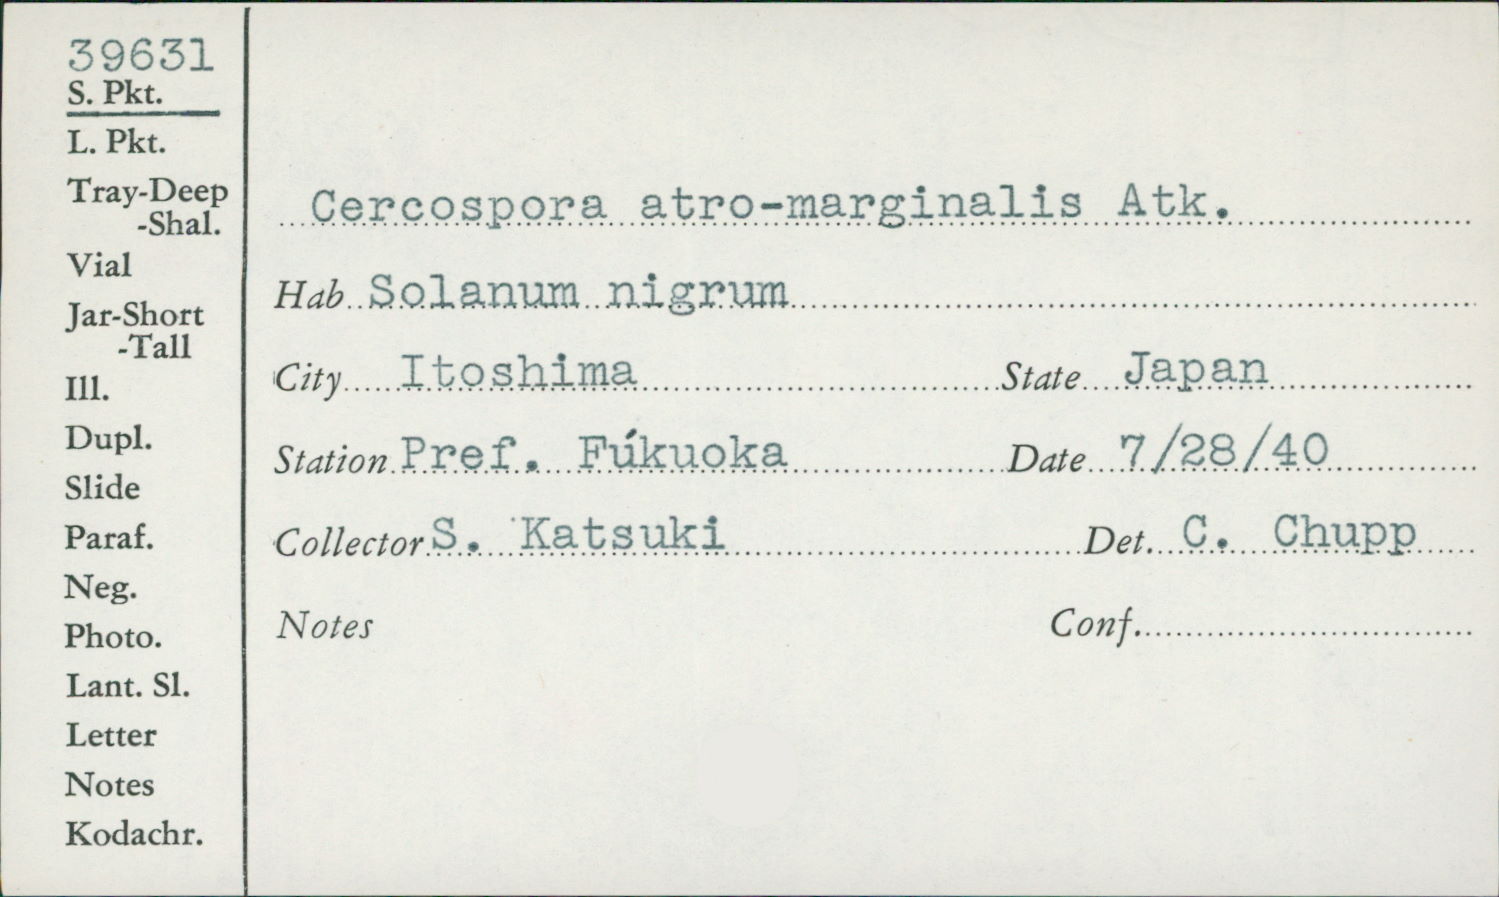 39631
S. Pkt.
L. Pkt.
Tray-Deep
-Shal.
Vial
Jar-Short
-Tall
Ill.
Dupl.
Slide
Paraf.
Neg.
Photo.
Lant. Sl.
Letter
Notes
Kodachr.
Cercospora atro-marginalis Atk.
Hab Solanum nigrum
City Itoshima State Japan
Station Pref. Fúkuoka Date 7/28/40
Collector S. Katsuki Det. C. Chupp
Notes Conf.